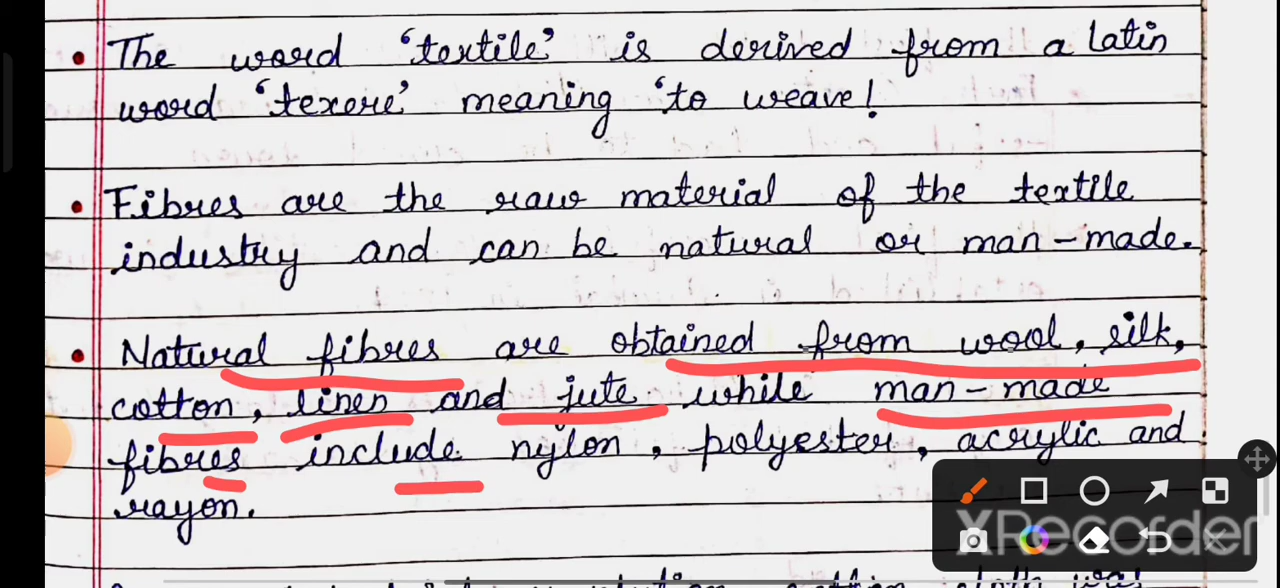 • The word 'textile' is derived from a latin
word 'texere' meaning 'to weave!
• Fibres are the raw material of the textile
industry and can be natural or man-made.
• Natural fibres are obtained from wool, silk,
cotton, linen and jute while man-made
fibres include nylon, polyester, acrylic and
rayon.
XRecorder